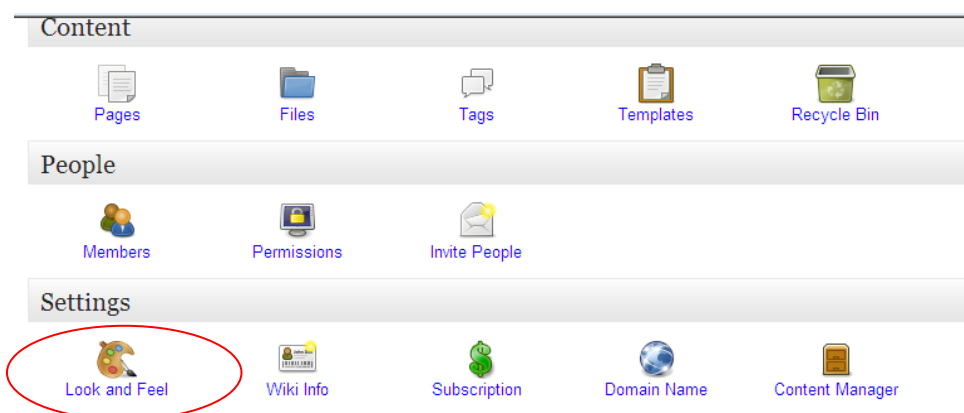 Content
Pages Files Tags Templates Recycle Bin
People
Members Permissions Invite People
Settings
Look and Feel Wiki Info Subscription Domain Name Content Manager